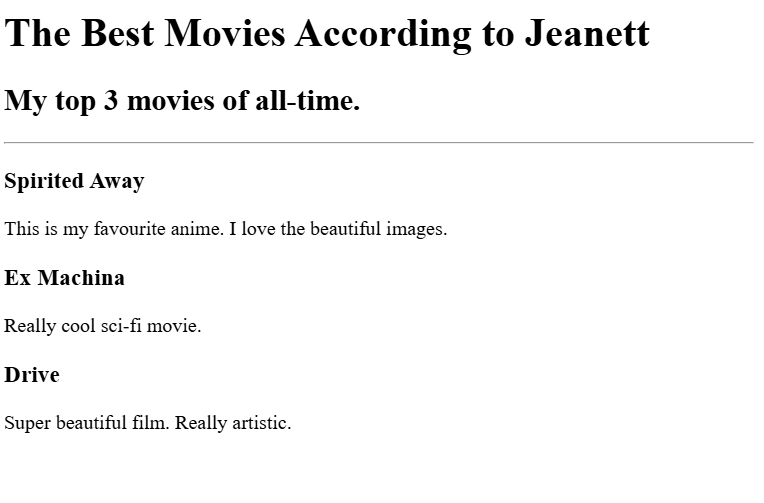 The Best Movies According to Jeanett
My top 3 movies of all-time.
Spirited Away
This is my favourite anime. I love the beautiful images.
Ex Machina
Really cool sci-fi movie.
Drive
Super beautiful film. Really artistic.